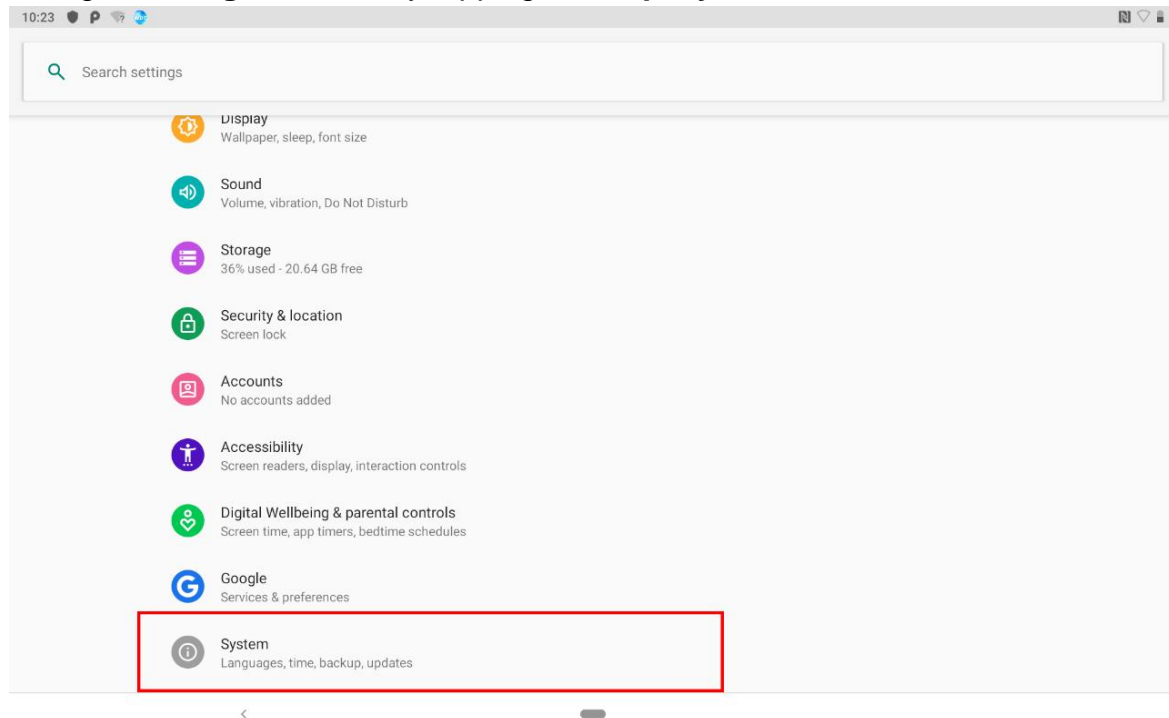 10:23
Search settings
Display
Wallpaper, sleep, font size
Sound
Volume, vibration, Do Not Disturb
Storage
36% used - 20.64 GB free
Security & location
Screen lock
Accounts
No accounts added
Accessibility
Screen readers, display, interaction controls
Digital Wellbeing & parental controls
Screen time, app timers, bedtime schedules
Google
Services & preferences
System
Languages, time, backup, updates